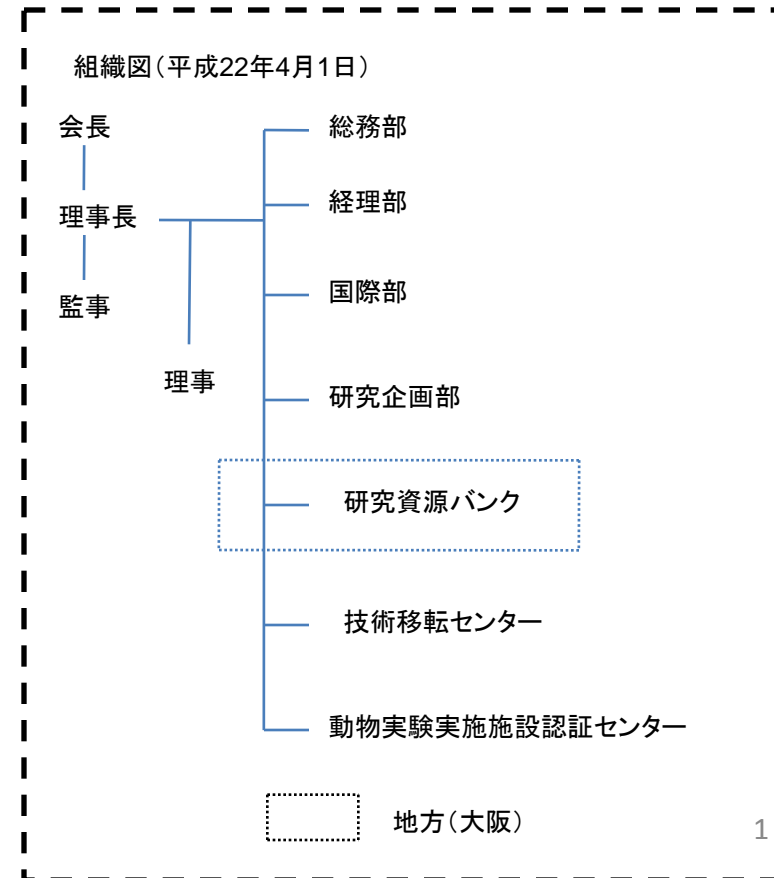 組織図(平成22年4月1日)
会長
総務部
経理部
理事長
国際部
監事
理事
研究企画部
研究資源バンク
技術移転センター
動物実験実施施設認証センター
地方(大阪)
1